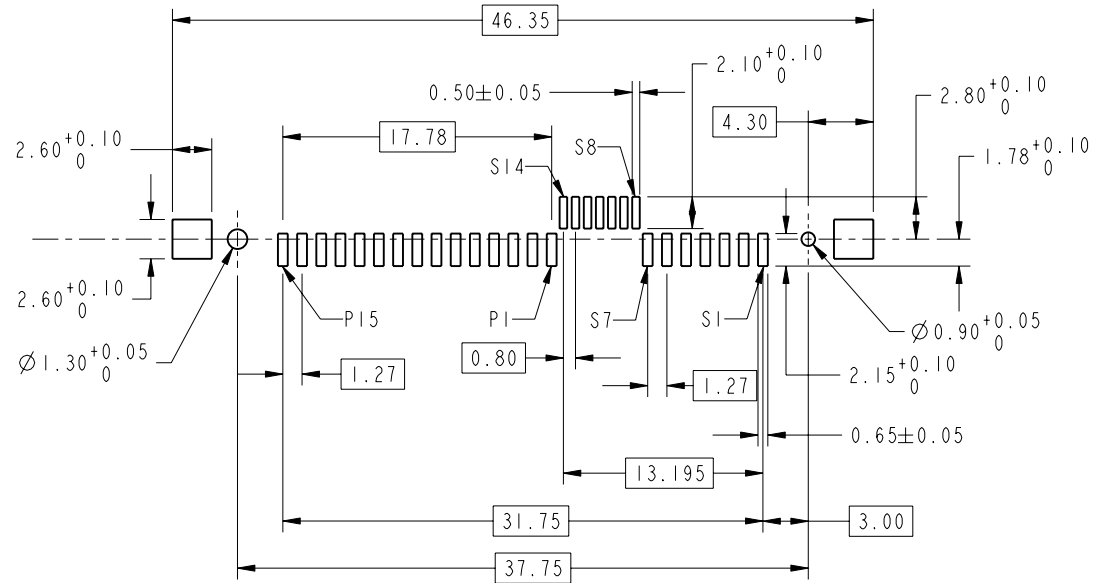 46.35
2.10 +0.10 0
0.50±0.05
2.80 +0.10 0
4.30
17.78
2.60 +0.10 0
S14
S8
1.78 +0.10 0
2.60 +0.10 0
P15
P1
S7
S1
Ø0.90 +0.05 0
Ø1.30 +0.05 0
0.80
1.27
1.27
2.15 +0.10 0
0.65±0.05
13.195
31.75
3.00
37.75